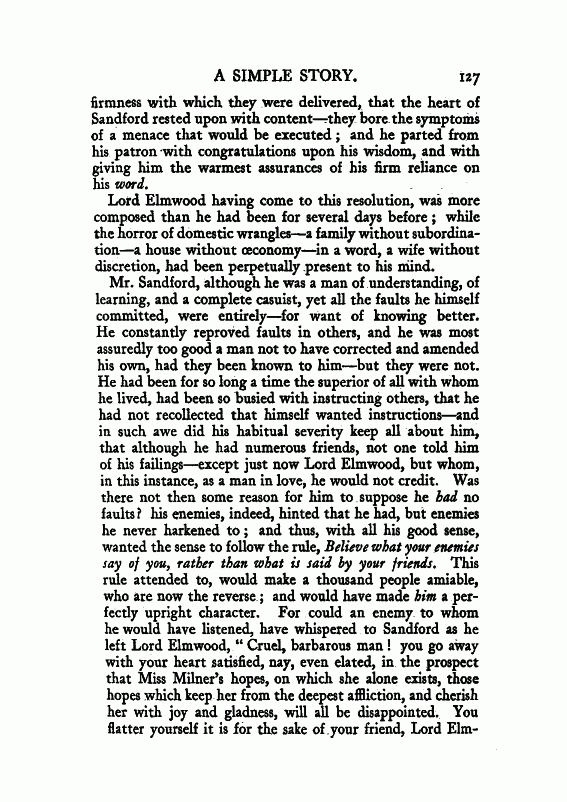 A SIMPLE STORY. 127
firmness with which they were delivered, that the heart of
Sandford rested upon with content—they bore the symptoms
of a menace that would be executed ; and he parted from
his patron with congratulations upon his wisdom, and with
giving him the warmest assurances of his firm reliance on
his word.
Lord Elmwood having come to this resolution, was more
composed than he had been for several days before ; while
the horror of domestic wrangles—a family without subordina-
tion—a house without œconomy—in a word, a wife without
discretion, had been perpetually present to his mind.
Mr. Sandford, although he was a man of understanding, of
learning, and a complete casuist, yet all the faults he himself
committed, were entirely—for want of knowing better.
He constantly reproved faults in others, and he was most
assuredly too good a man not to have corrected and amended
his own, had they been known to him—but they were not.
He had been for so long a time the superior of all with whom
he lived, had been so busied with instructing others, that he
had not recollected that himself wanted instructions—and
in such awe did his habitual severity keep all about him,
that although he had numerous friends, not one told him
of his failings—except just now Lord Elmwood, but whom,
in this instance, as a man in love, he would not credit. Was
there not then some reason for him to suppose he had no
faults ? his enemies, indeed, hinted that he had, but enemies
he never harkened to ; and thus, with all his good sense,
wanted the sense to follow the rule, Believe what your enemies
say of you, rather than what is said by your friends. This
rule attended to, would make a thousand people amiable,
who are now the reverse ; and would have made him a per-
fectly upright character. For could an enemy to whom
he would have listened, have whispered to Sandford as he
left Lord Elmwood, “ Cruel, barbarous man ! you go away
with your heart satisfied, nay, even elated, in the prospect
that Miss Milner's hopes, on which she alone exists, those
hopes which keep her from the deepest affliction, and cherish
her with joy and gladness, will all be disappointed. You
flatter yourself it is for the sake of your friend, Lord Elm-